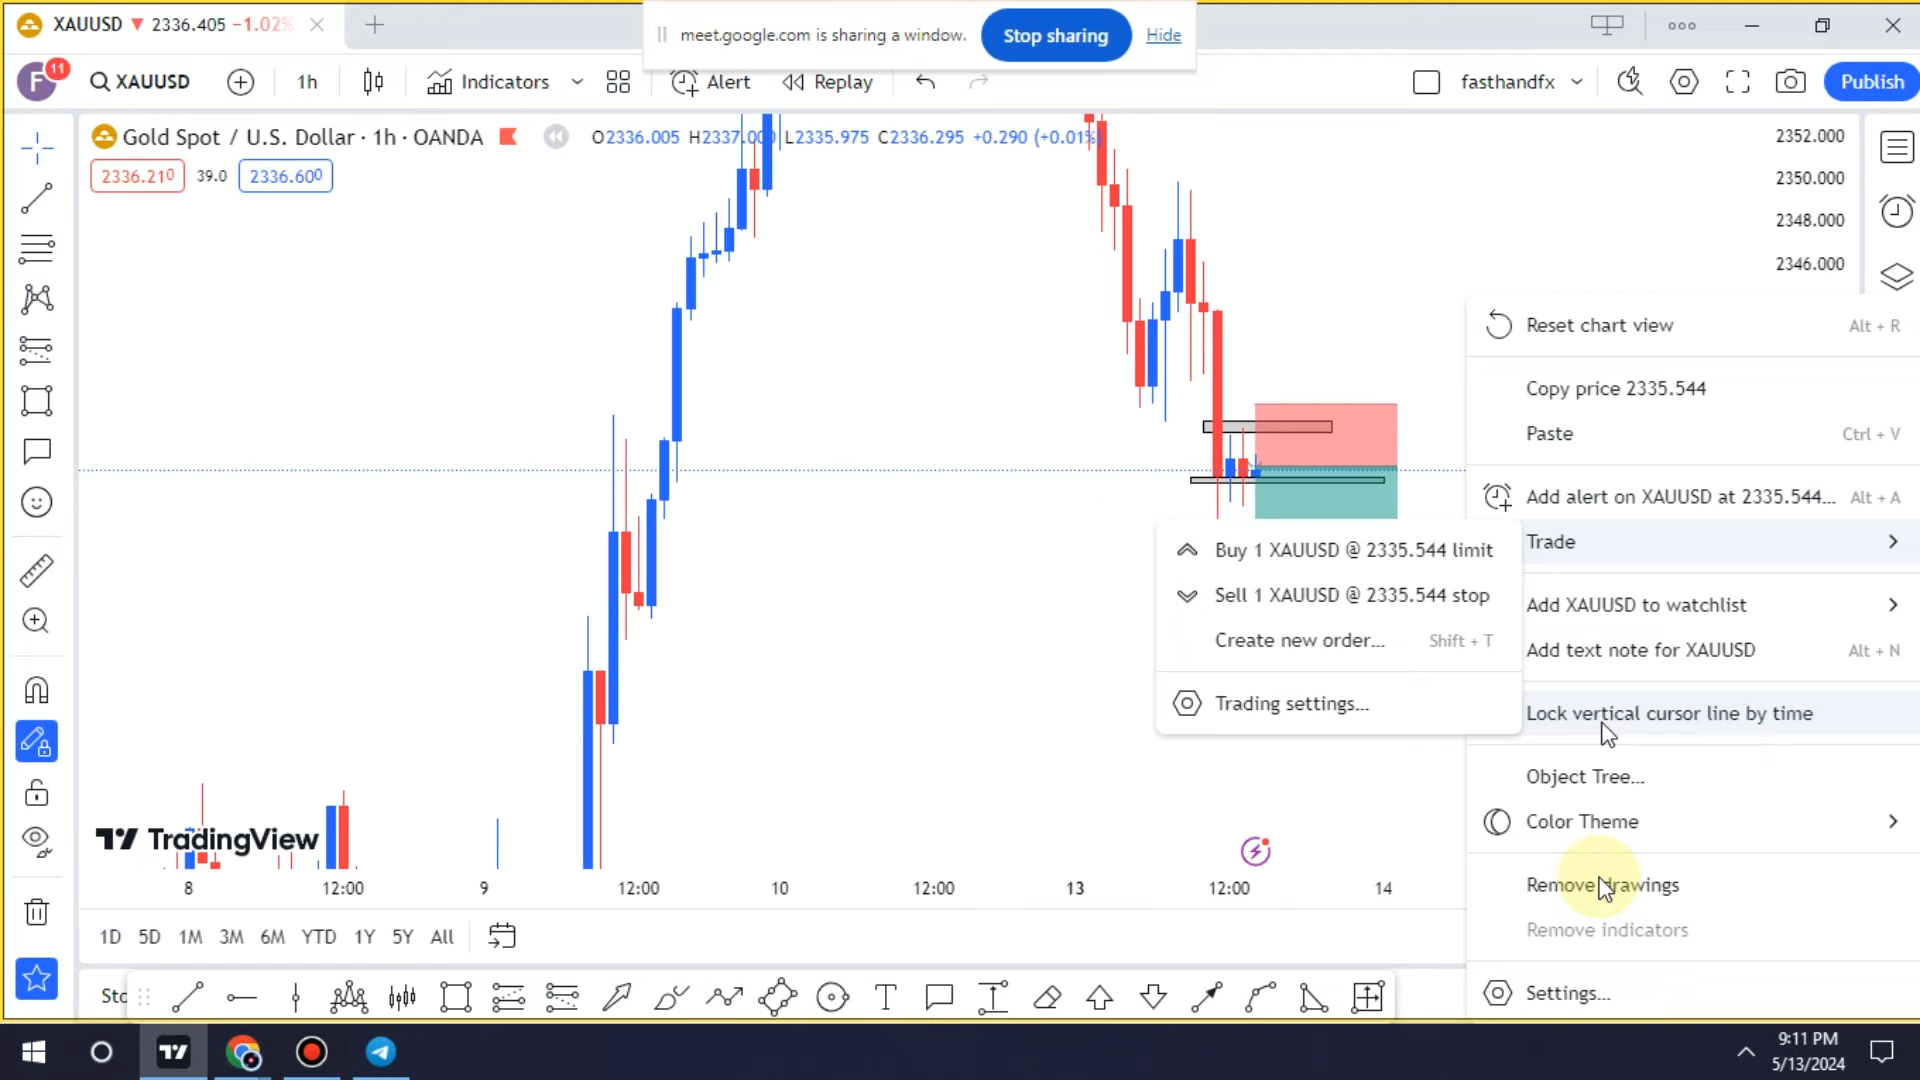 XAUUSD ▼ 2336.405 −1.02%
meet.google.com is sharing a window.
Stop sharing
Hide
F
11
XAUUSD
1h
Indicators
Alert
Replay
fasthandfx
Publish
Gold Spot / U.S. Dollar · 1h · OANDA
O2336.005 H2337.000 L2335.975 C2336.295 +0.290 (+0.01%)
2336.210
39.0
2336.600
2352.000
2350.000
2348.000
2346.000
Reset chart view Alt + R
Copy price 2335.544
Paste Ctrl + V
Add alert on XAUUSD at 2335.544... Alt + A
Trade
Buy 1 XAUUSD @ 2335.544 limit
Sell 1 XAUUSD @ 2335.544 stop
Create new order... Shift + T
Trading settings...
Add XAUUSD to watchlist
Add text note for XAUUSD Alt + N
Lock vertical cursor line by time
Object Tree...
Color Theme
Remove drawings
Remove indicators
Settings...
TradingView
8 12:00 9 12:00 10 12:00 13 12:00 14
1D 5D 1M 3M 6M YTD 1Y 5Y All
Sto
9:11 PM
5/13/2024